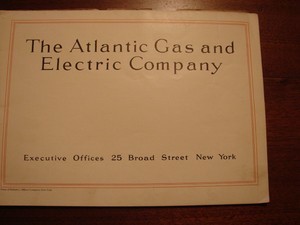 The Atlantic Gas and
Electric Company
Executive Offices 25 Broad Street New York